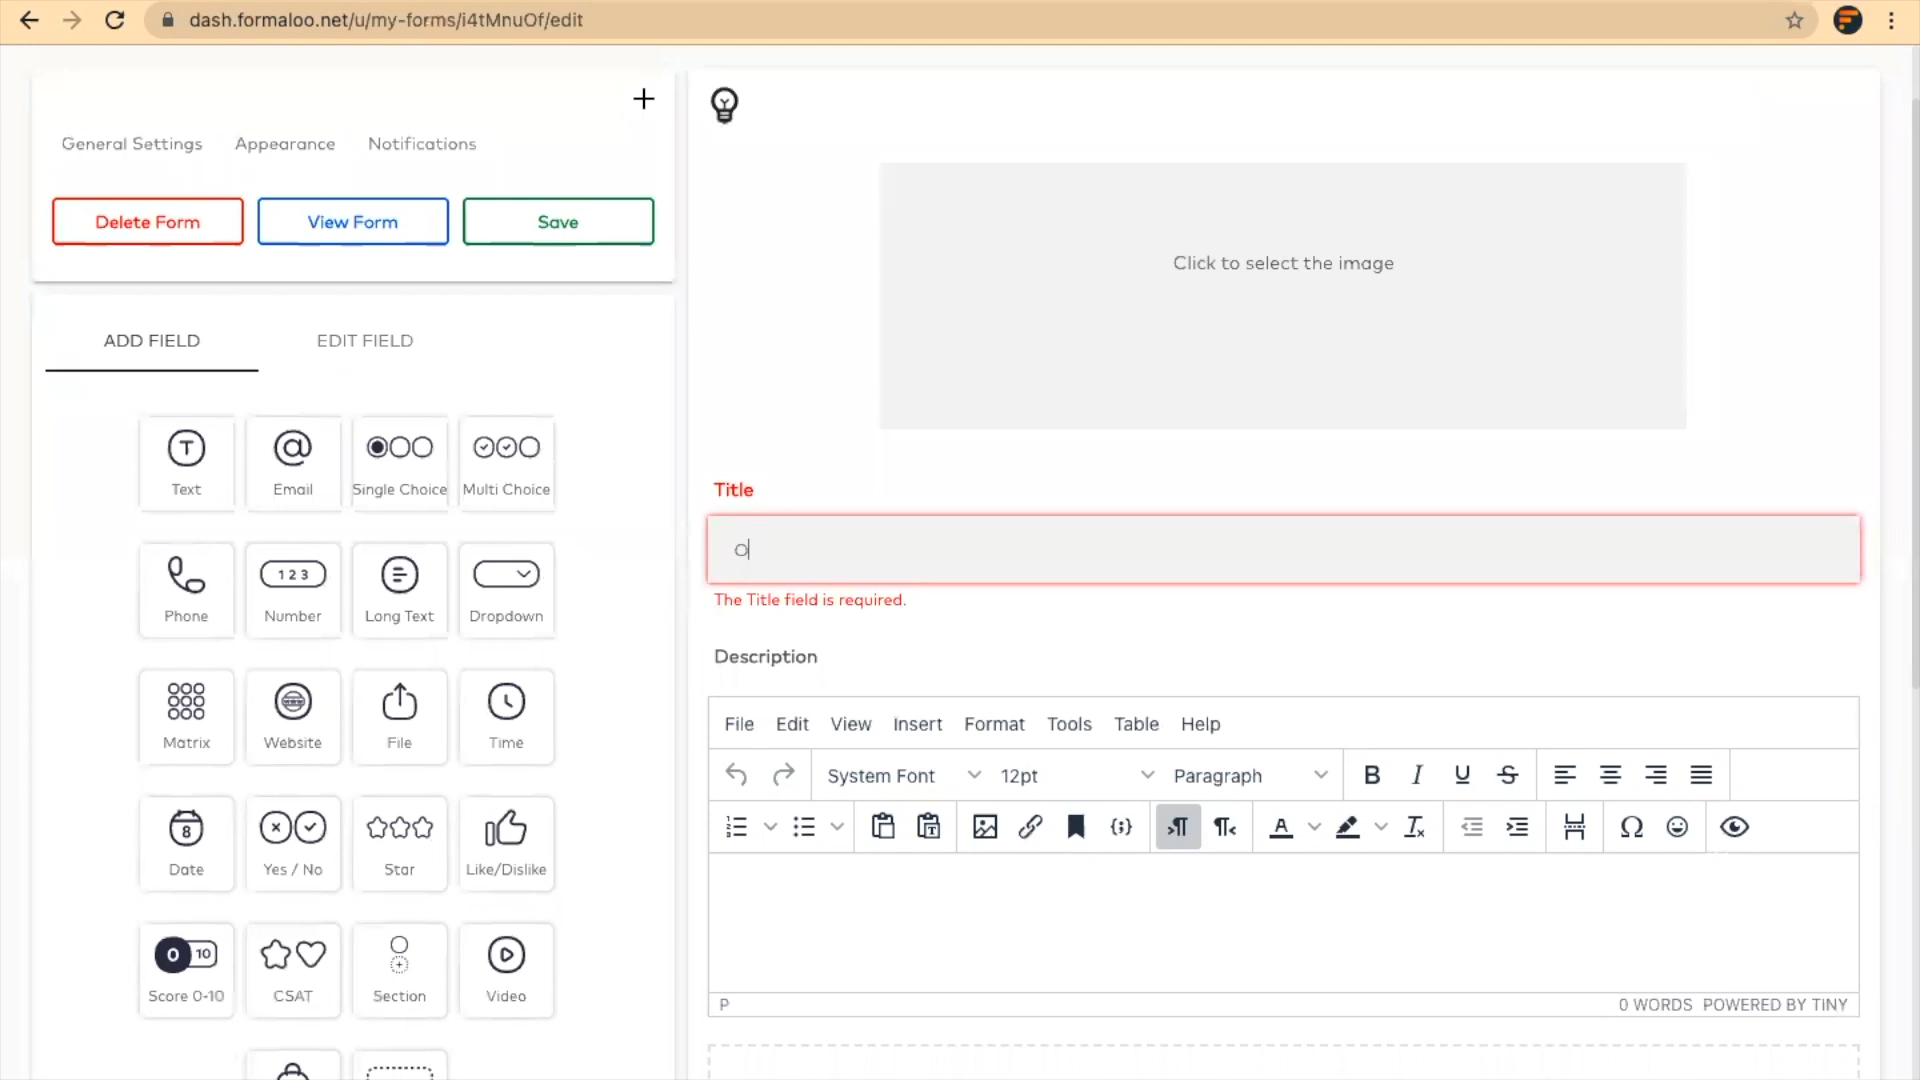 dash.formaloo.net/u/my-forms/i4tMnuOf/edit
General Settings Appearance Notifications
Delete Form View Form Save
ADD FIELD EDIT FIELD
Text Email Single Choice Multi Choice
1 2 3
Phone Number Long Text Dropdown
Matrix Website File Time
8
Date Yes / No Star Like/Dislike
0 10
Score 0-10 CSAT Section Video
Click to select the image
Title
O
The Title field is required.
Description
File Edit View Insert Format Tools Table Help
System Font 12pt Paragraph B I U S
P 0 WORDS POWERED BY TINY